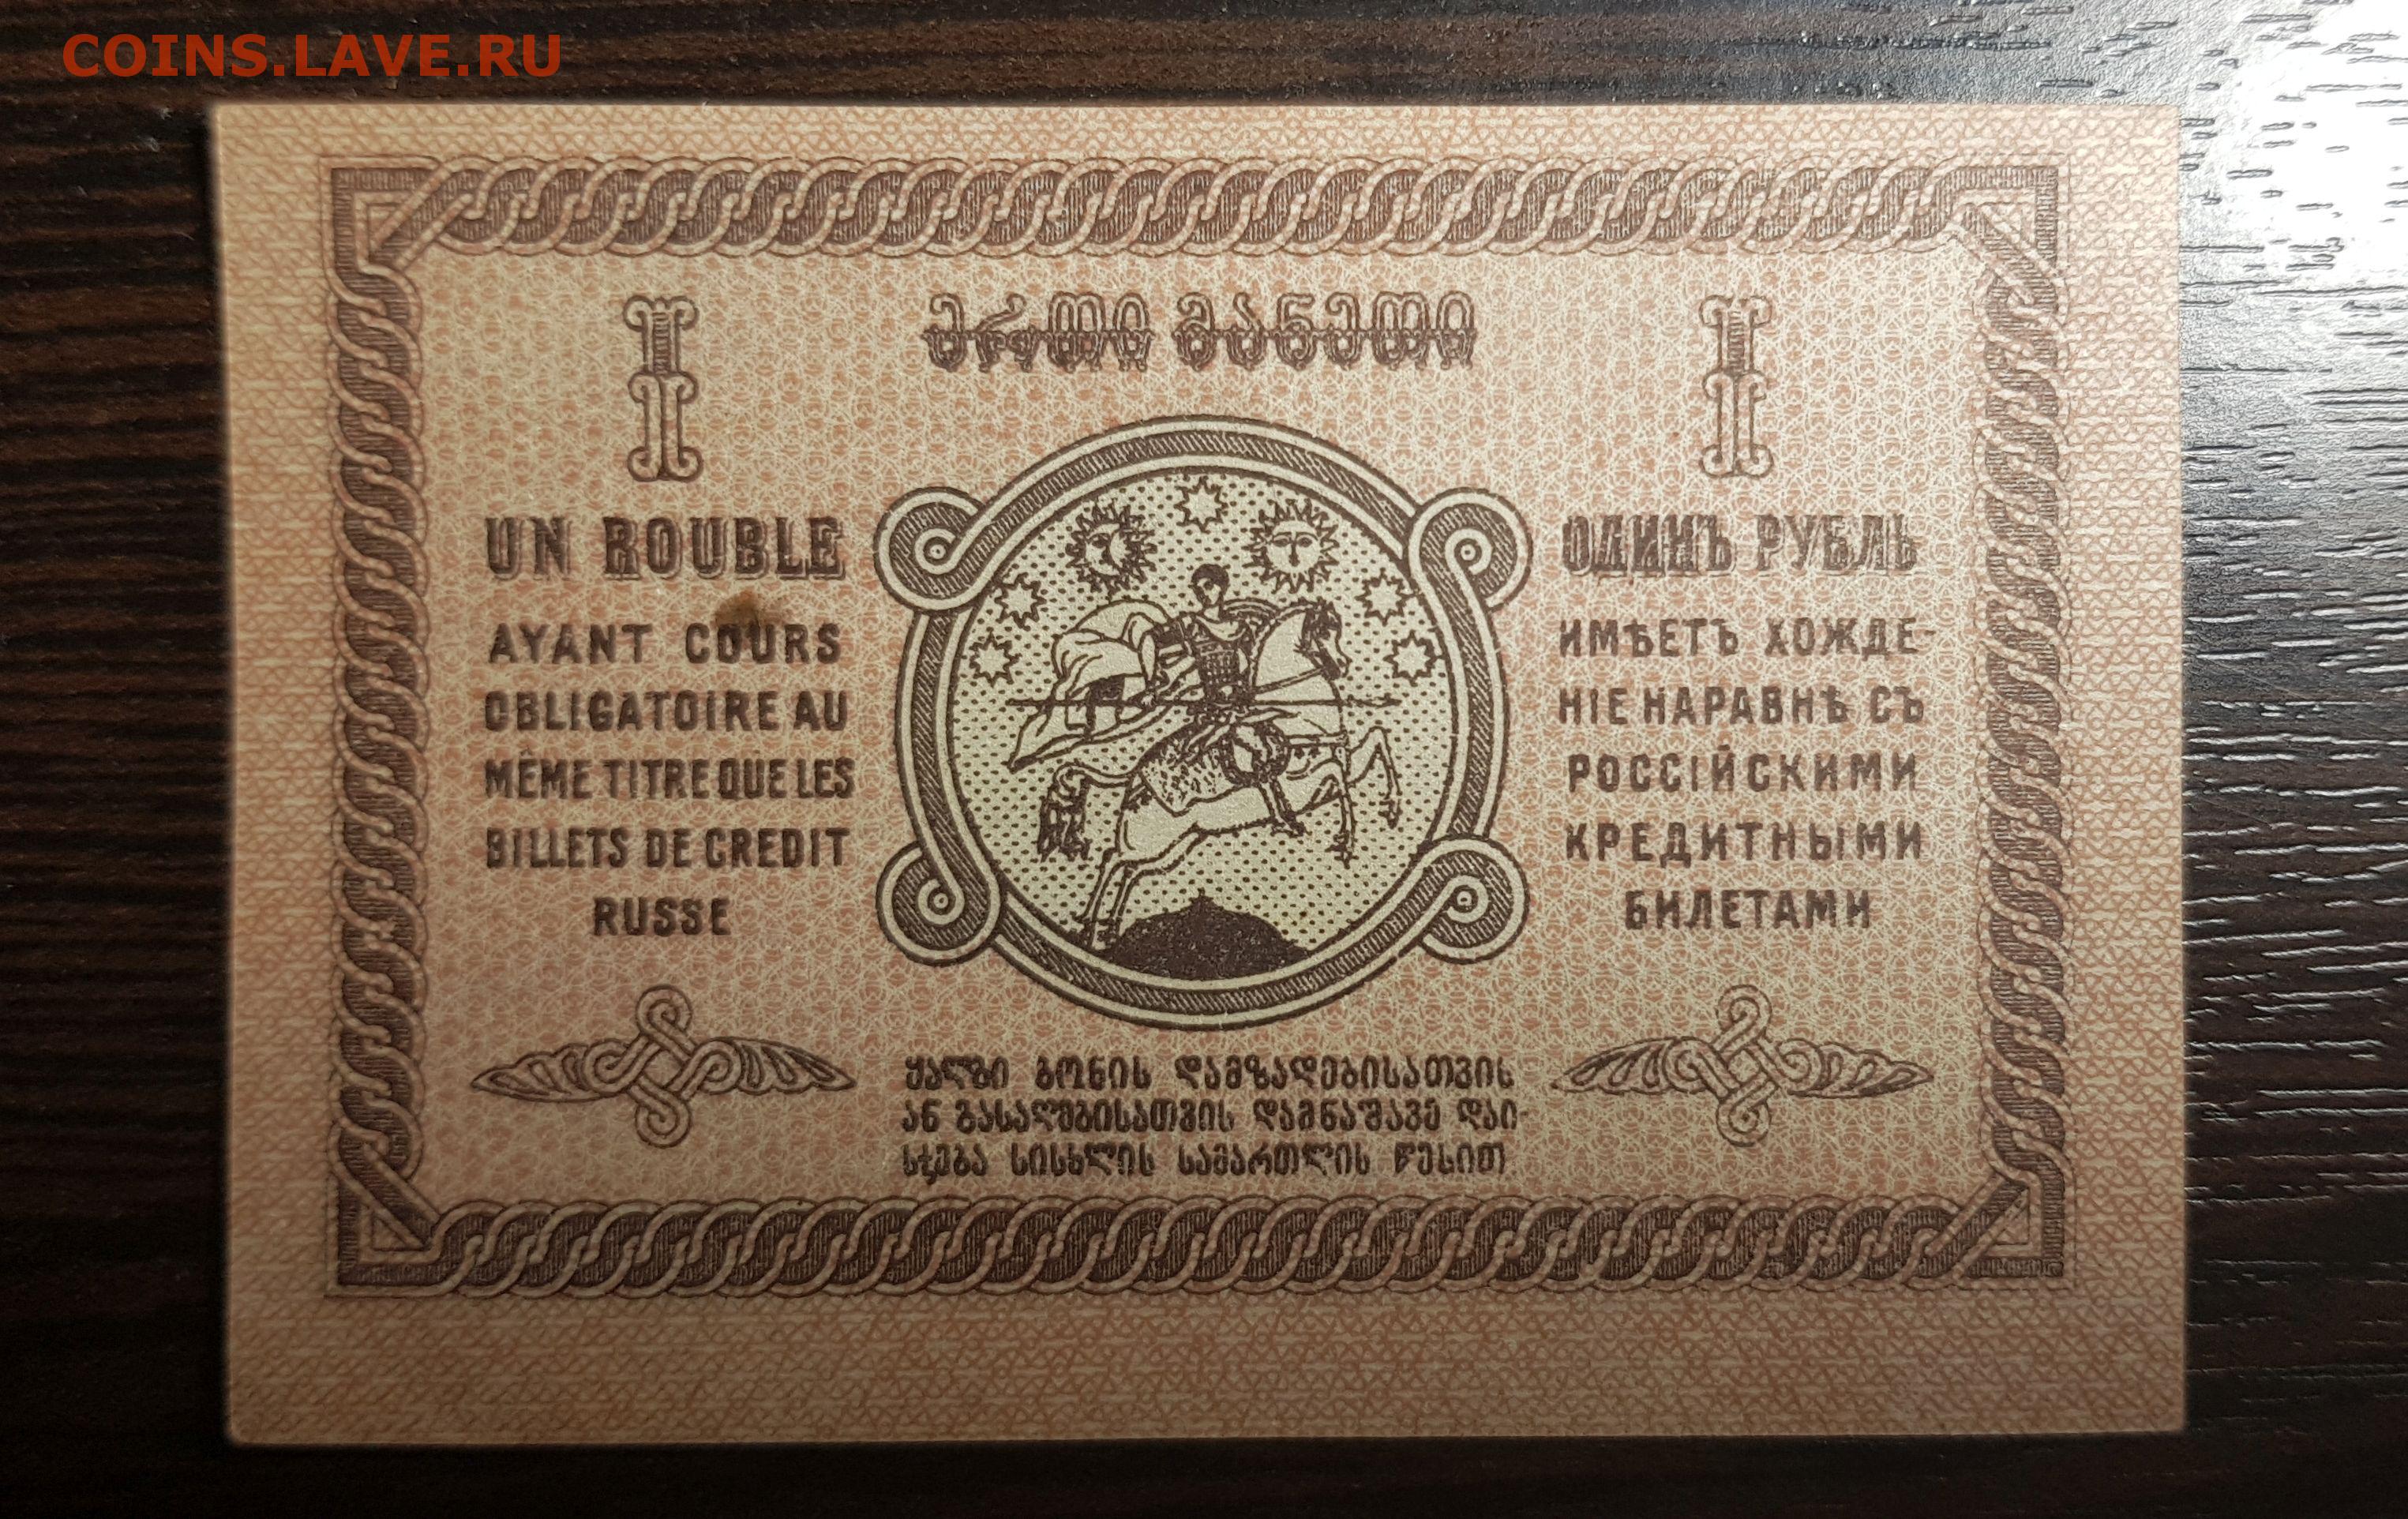 COINS.LAVE.RU
I
ერთი მანეთი
I
UN ROUBLE
AYANT COURS
OBLIGATOIRE AU
MÊME TITRE QUE LES
BILLETS DE CREDIT
RUSSE
ОДИНЪ РУБЛЬ
ИМѢЕТЪ ХОЖДЕ-
НІЕ НАРАВНѢ СЪ
РОССІЙСКИМИ
КРЕДИТНЫМИ
БИЛЕТАМИ
ყალბი ბონის დამზადებისათვის
ან გასაღებისათვის დამნაშავე დაი-
სჯება სისხლის სამართლის წესით.